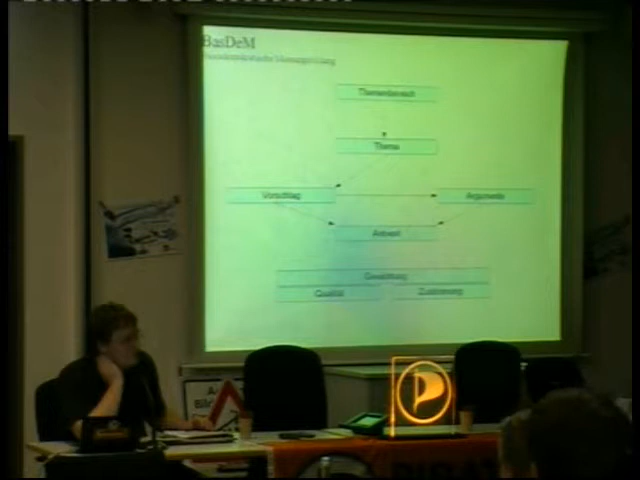 BasDeM
Themenbereich
Thema
Vorschlag
Argumente
Antwort
Gewichtung
Qualität
Zustimmung
P